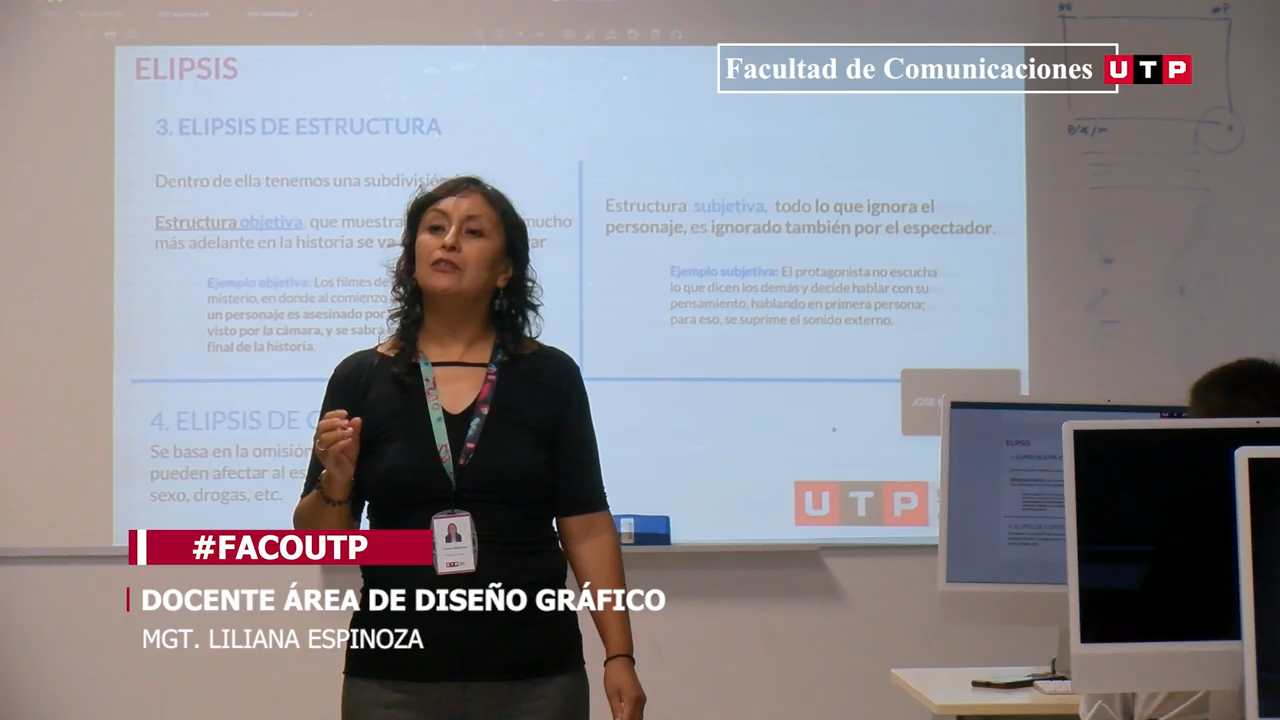 Facultad de Comunicaciones UTP
ELIPSIS
3. ELIPSIS DE ESTRUCTURA
Dentro de ella tenemos una subdivisión
Estructura objetiva, que muestra mucho
más adelante en la historia se va
Ejemplo objetiva: Los filmes de
misterio, en donde al comienzo
un personaje es asesinado por
visto por la cámara, y se sabrá
final de la historia.
Estructura subjetiva, todo lo que ignora el
personaje, es ignorado también por el espectador.
Ejemplo subjetiva: El protagonista no escucha
lo que dicen los demás y decide hablar con su
pensamiento, hablando en primera persona;
para eso, se suprime el sonido externo.
4. ELIPSIS DE
Se basa en la omisión
pueden afectar al
sexo, drogas, etc.
JOSE
UTP
UTP
ELIPSIS
#FACOUTP
DOCENTE ÁREA DE DISEÑO GRÁFICO
MGT. LILIANA ESPINOZA